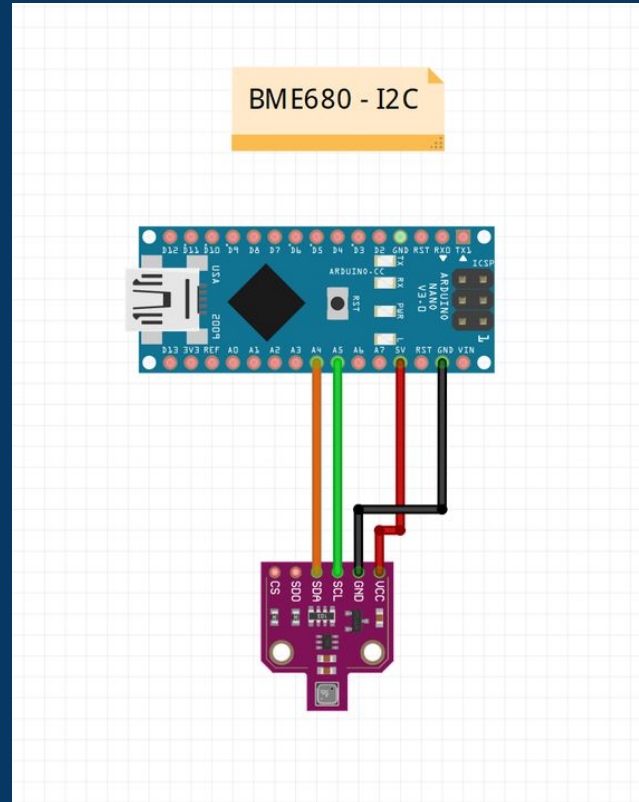 BME680 - I2C
D12 D11 D10 D9 D8 D7 D6 D5 D4 D3 D2 GND RST RX0 TX1
ICSP
TX
ARDUINO.CC
RX
USA
2009
RST
PWR
ARDUINO
NANO
V3.0
L
1
D13 3V3 REF A0 A1 A2 A3 A4 A5 A6 A7 5V RST GND VIN
CS SDO SDA SCL GND VCC